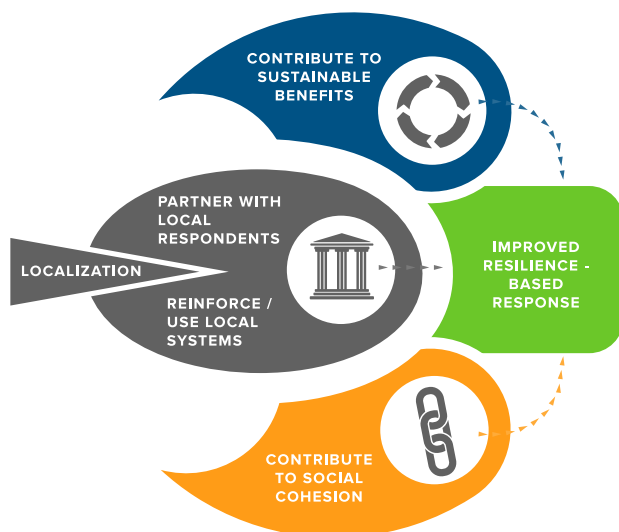 CONTRIBUTE TO
SUSTAINABLE
BENEFITS
PARTNER WITH
LOCAL
RESPONDENTS
LOCALIZATION
REINFORCE /
USE LOCAL
SYSTEMS
IMPROVED
RESILIENCE -
BASED
RESPONSE
CONTRIBUTE
TO SOCIAL
COHESION